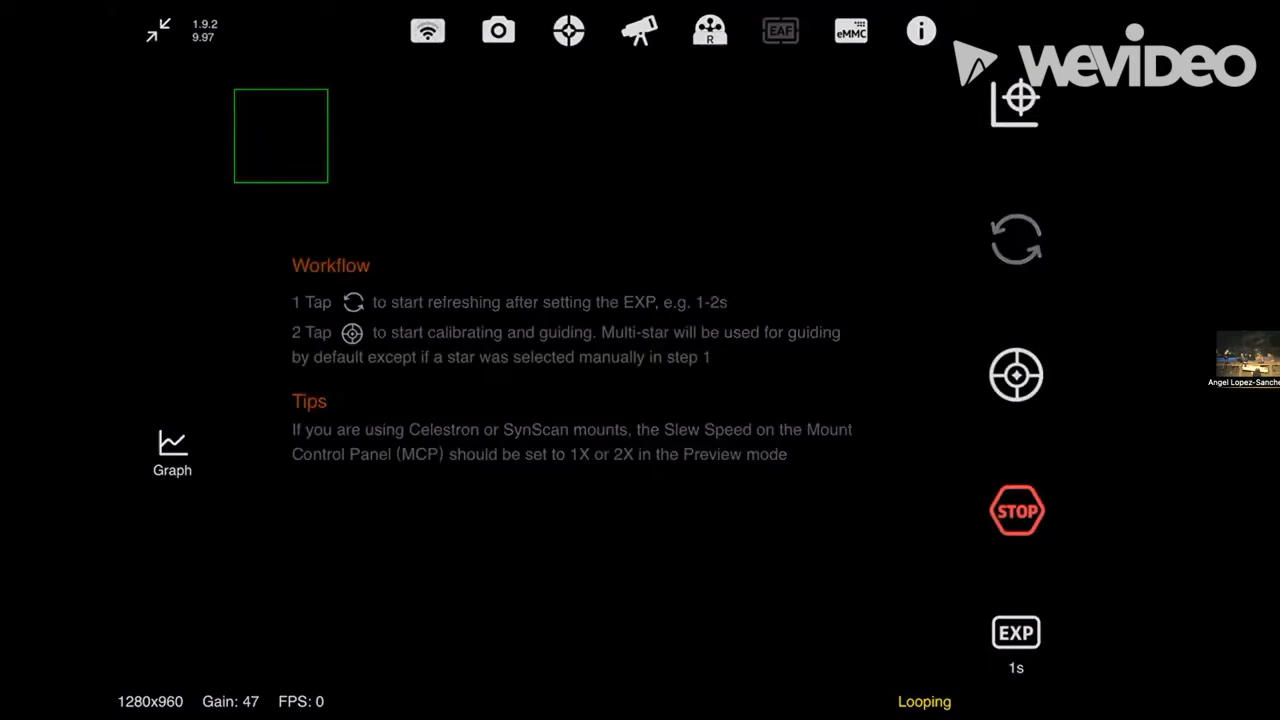 1.9.2
9.97
R
EAF
eMMC
WEVIDEO
Workflow
1 Tap to start refreshing after setting the EXP, e.g. 1-2s
2 Tap to start calibrating and guiding. Multi-star will be used for guiding
by default except if a star was selected manually in step 1
Tips
If you are using Celestron or SynScan mounts, the Slew Speed on the Mount
Control Panel (MCP) should be set to 1X or 2X in the Preview mode
Graph
Angel Lopez-Sanche
STOP
EXP
1s
1280x960 Gain: 47 FPS: 0
Looping